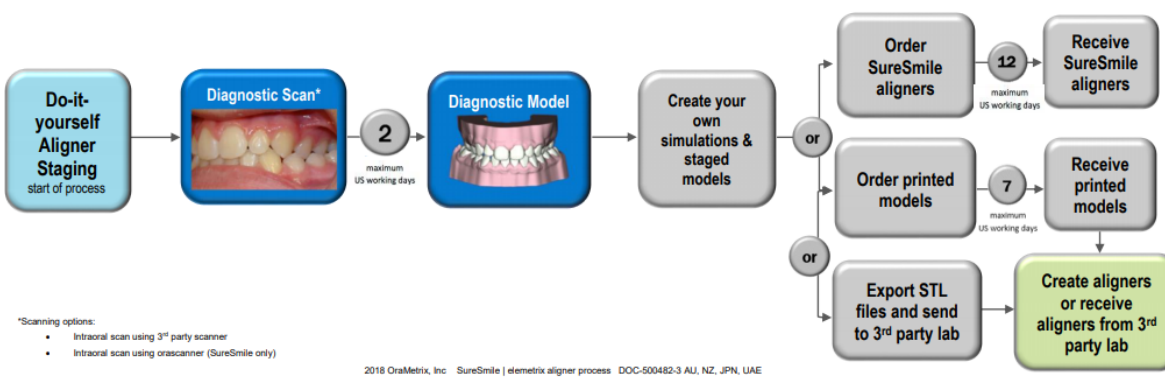 Do-it-
yourself
Aligner
Staging
start of process
Diagnostic Scan*
2
maximum
US working days
Diagnostic Model
Create your
own
simulations &
staged
models
or
or
Order
SureSmile
aligners
12
maximum
US working days
Receive
SureSmile
aligners
Order printed
models
7
maximum
US working days
Receive
printed
models
Export STL
files and send
to 3rd party lab
Create aligners
or receive
aligners from 3rd
party lab
*Scanning options:
• Intraoral scan using 3rd party scanner
• Intraoral scan using orascanner (SureSmile only)
2018 OraMetrix, Inc SureSmile | elemetrix aligner process DOC-500482-3 AU, NZ, JPN, UAE